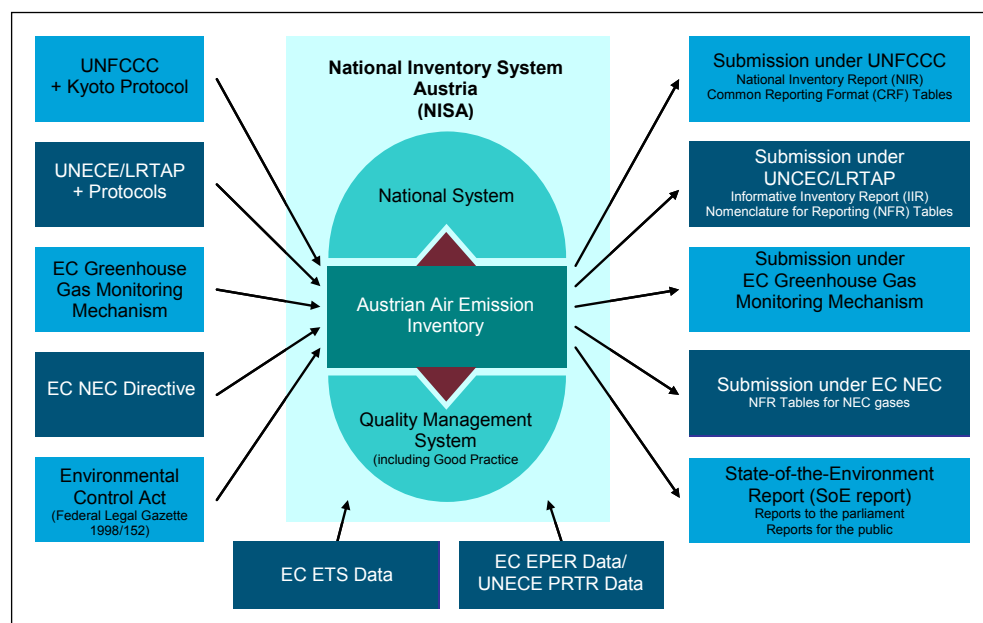 UNFCCC
+ Kyoto Protocol
UNECE/LRTAP
+ Protocols
EC Greenhouse
Gas Monitoring
Mechanism
EC NEC Directive
Environmental
Control Act
(Federal Legal Gazette
1998/152)
National Inventory System
Austria
(NISA)
National System
Austrian Air Emission
Inventory
Quality Management
System
(including Good Practice
EC ETS Data
EC EPER Data/
UNECE PRTR Data
Submission under UNFCCC
National Inventory Report (NIR)
Common Reporting Format (CRF) Tables
Submission under
UNCEC/LRTAP
Informative Inventory Report (IIR)
Nomenclature for Reporting (NFR) Tables
Submission under
EC Greenhouse Gas
Monitoring Mechanism
Submission under EC NEC
NFR Tables for NEC gases
State-of-the-Environment
Report (SoE report)
Reports to the parliament
Reports for the public